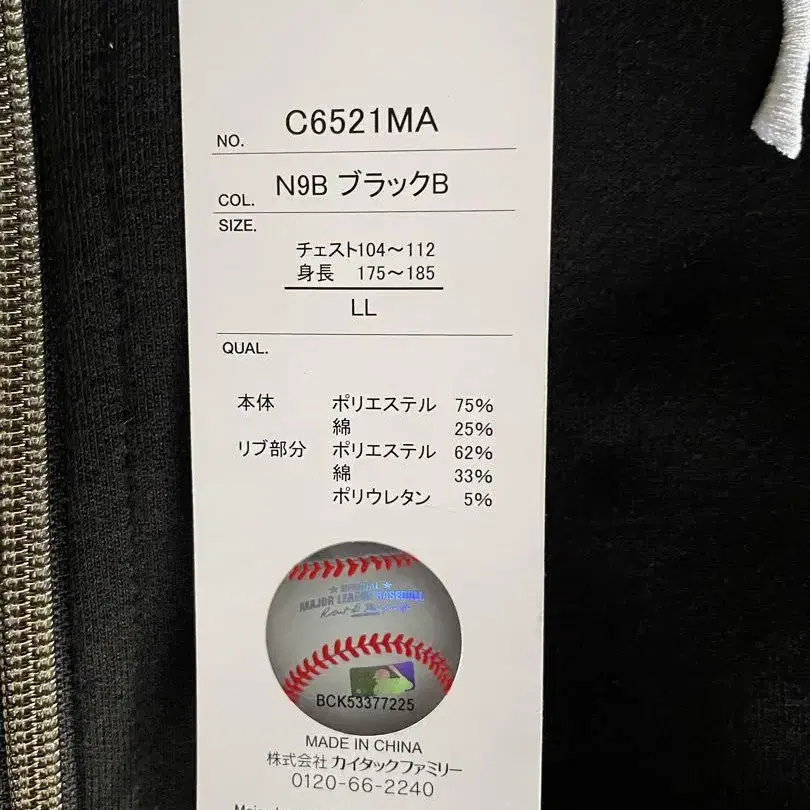 NO. C6521MA
COL. N9B ブラックB
SIZE.
チェスト104～112
身長 175～185
LL
QUAL.
本体 ポリエステル 75%
綿 25%
リブ部分 ポリエステル 62%
綿 33%
ポリウレタン 5%
MAJOR LEAGUE BASEBALL
BCK53377225
MADE IN CHINA
株式会社 カイタックファミリー
0120-66-2240